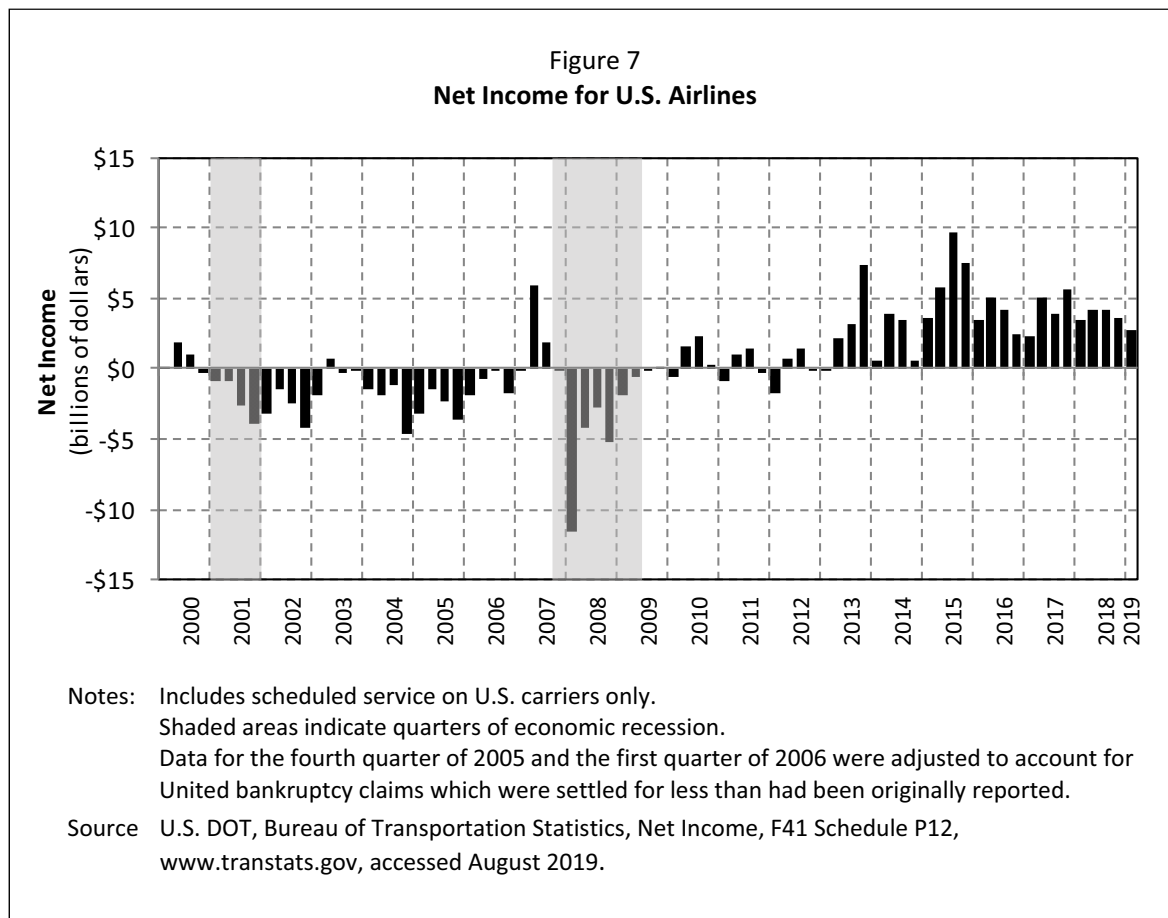 Figure 7
Net Income for U.S. Airlines
Net Income
(billions of dollars)
$15
$10
$5
$0
-$5
-$10
-$15
2000
2001
2002
2003
2004
2005
2006
2007
2008
2009
2010
2011
2012
2013
2014
2015
2016
2017
2018
2019
Notes: Includes scheduled service on U.S. carriers only.
Shaded areas indicate quarters of economic recession.
Data for the fourth quarter of 2005 and the first quarter of 2006 were adjusted to account for
United bankruptcy claims which were settled for less than had been originally reported.
Source U.S. DOT, Bureau of Transportation Statistics, Net Income, F41 Schedule P12,
www.transtats.gov, accessed August 2019.